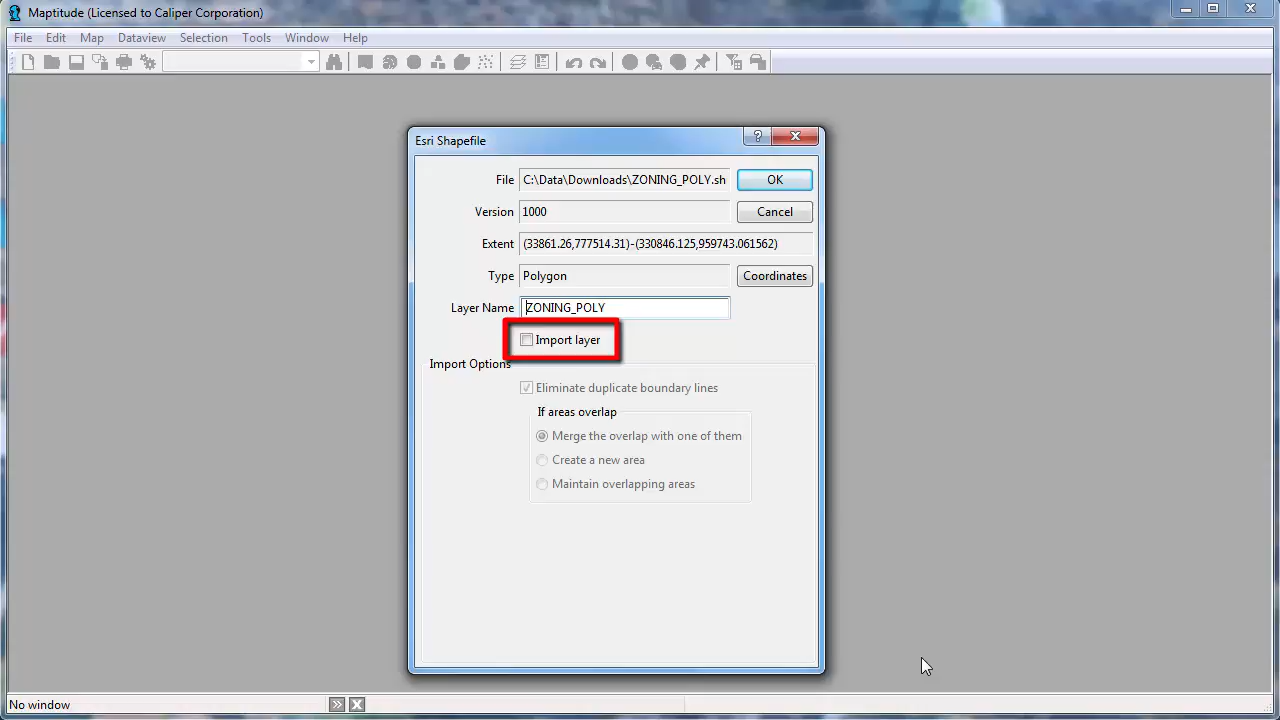 Maptitude (Licensed to Caliper Corporation)
File Edit Map Dataview Selection Tools Window Help
Esri Shapefile
File C:\Data\Downloads\ZONING_POLY.sh OK
Version 1000 Cancel
Extent (33861.26,777514.31)-(330846.125,959743.061562)
Type Polygon Coordinates
Layer Name ZONING_POLY
Import layer
Import Options
Eliminate duplicate boundary lines
If areas overlap
Merge the overlap with one of them
Create a new area
Maintain overlapping areas
No window